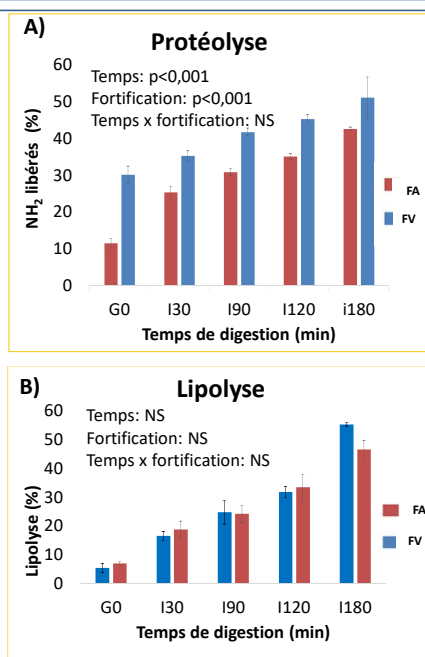 A)
Protéolyse
Temps: p<0,001
Fortification: p<0,001
Temps x fortification: NS
NH2 libérés (%)
60
50
40
30
20
10
0
G0 I30 I90 I120 i180
Temps de digestion (min)
FA
FV
B)
Lipolyse
Temps: NS
Fortification: NS
Temps x fortification: NS
Lipolyse (%)
60
50
40
30
20
10
0
G0 I30 I90 I120 I180
Temps de digestion (min)
FA
FV